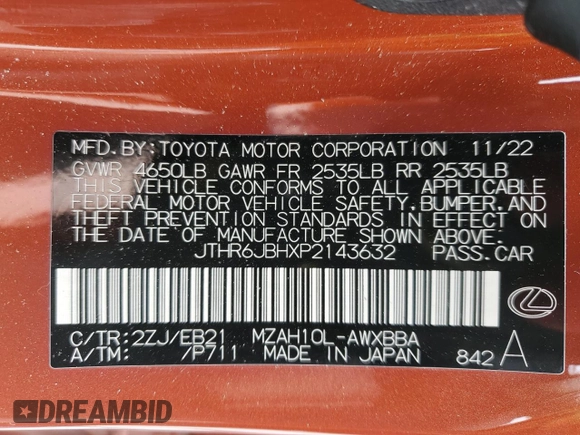 MFD. BY: TOYOTA MOTOR CORPORATION 11/22
GVWR 4650LB GAWR FR 2535LB RR 2535LB
THIS VEHICLE CONFORMS TO ALL APPLICABLE
FEDERAL MOTOR VEHICLE SAFETY, BUMPER, AND
THEFT PREVENTION STANDARDS IN EFFECT ON
THE DATE OF MANUFACTURE SHOWN ABOVE.
JTHR6JBHXP2143632 PASS. CAR
C/TR: 2ZJ/EB21 MZAH10L-AWXBBA
A/TM: /P711 MADE IN JAPAN 842 A
DREAMBID